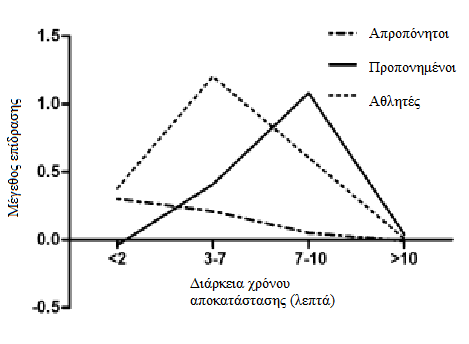 1.5
Απροπόνητοι
Προπονημένοι
Αθλητές
1.0
0.5
0.0
-0.5
Μέγεθος επίδρασης
<2
3-7
7-10
>10
Διάρκεια χρόνου
αποκατάστασης (λεπτά)